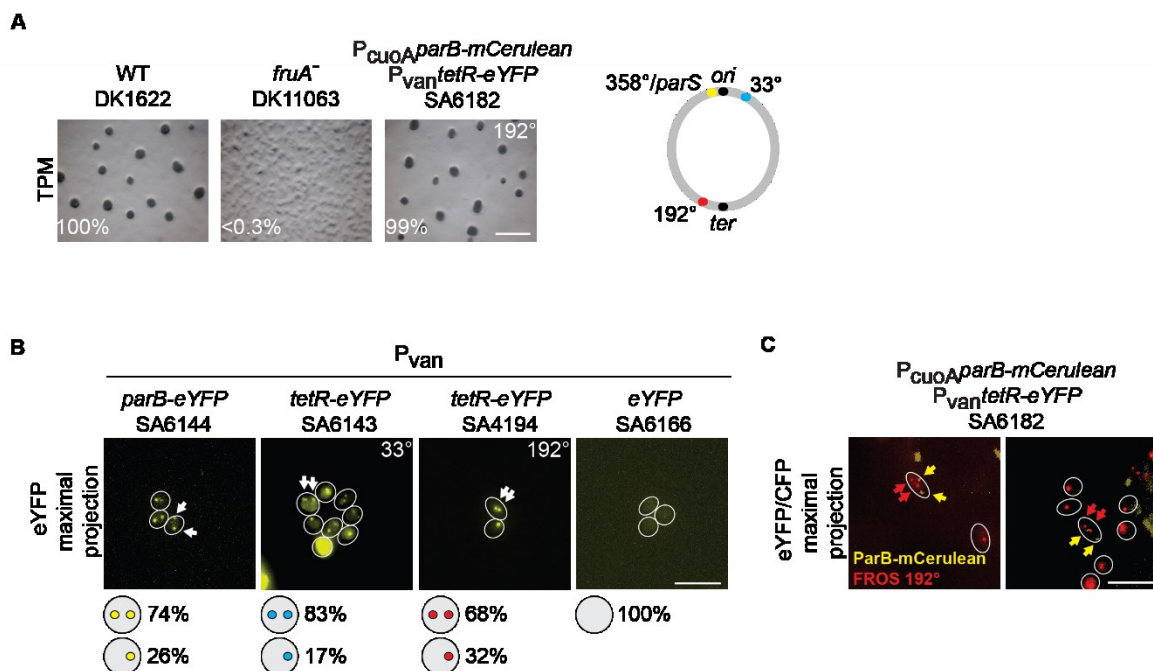 A
WT
DK1622
fruA⁻
DK11063
PcuoAparB-mCerulean
PvantetR-eYFP
SA6182
358°/parS ori 33°
192°
TPM
100%
<0.3%
99%
192°
ter
B
Pvan
parB-eYFP
SA6144
tetR-eYFP
SA6143
tetR-eYFP
SA4194
eYFP
SA6166
33°
192°
eYFP
maximal
projection
74%
83%
68%
100%
26%
17%
32%
C
PcuoAparB-mCerulean
PvantetR-eYFP
SA6182
eYFP/CFP
maximal
projection
ParB-mCerulean
FROS 192°